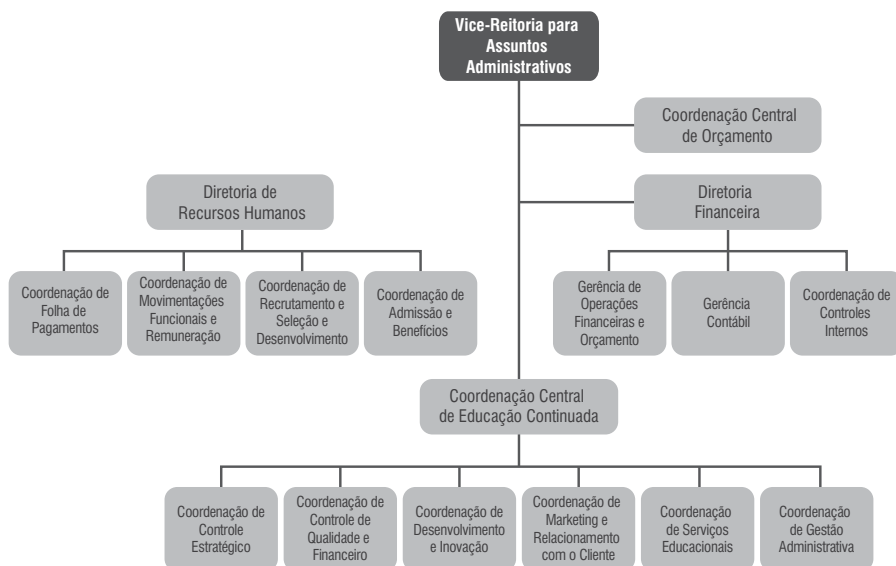 Vice-Reitoria para
Assuntos
Administrativos
Coordenação Central
de Orçamento
Diretoria de
Recursos Humanos
Diretoria
Financeira
Coordenação de
Folha de
Pagamentos
Coordenação de
Movimentações
Funcionais e
Remuneração
Coordenação de
Recrutamento e
Seleção e
Desenvolvimento
Coordenação de
Admissão e
Benefícios
Gerência de
Operações
Financeiras e
Orçamento
Gerência
Contábil
Coordenação de
Controles
Internos
Coordenação Central
de Educação Continuada
Coordenação de
Controle
Estratégico
Coordenação de
Controle de
Qualidade e
Financeiro
Coordenação de
Desenvolvimento
e Inovação
Coordenação de
Marketing e
Relacionamento
com o Cliente
Coordenação
de Serviços
Educacionais
Coordenação
de Gestão
Administrativa